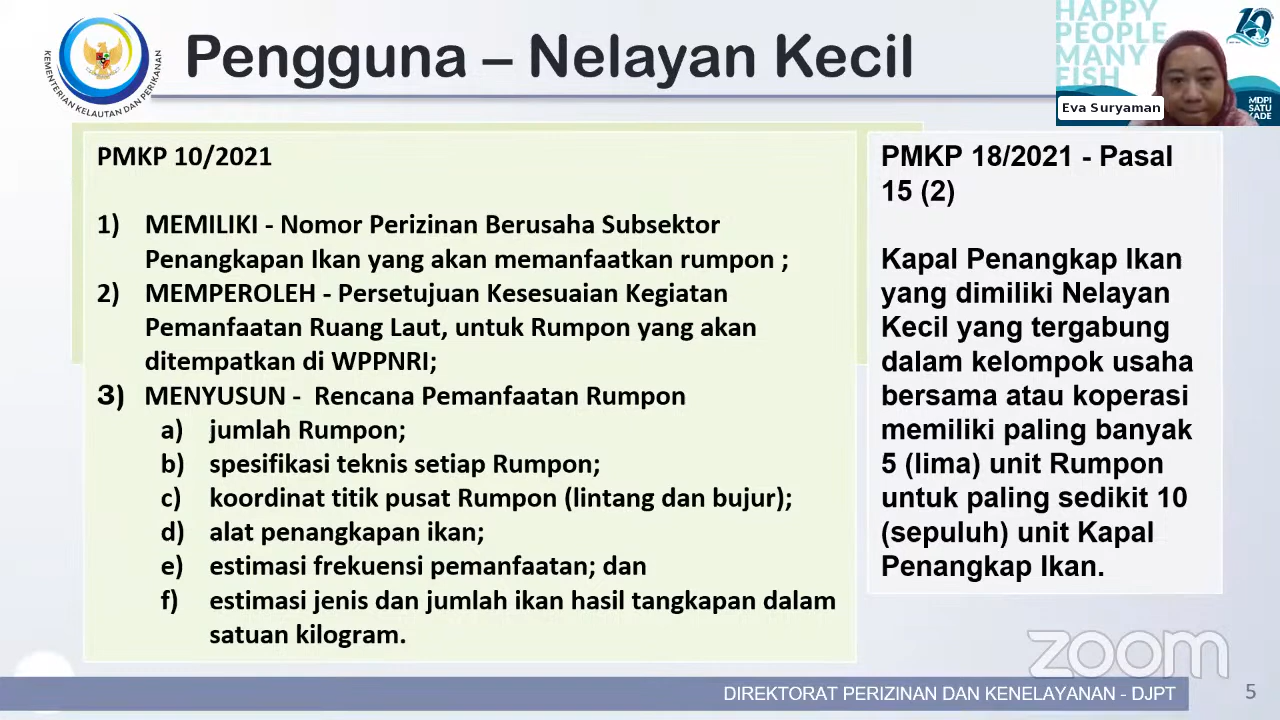 KEMENTERIAN KELAUTAN DAN PERIKANAN
Pengguna – Nelayan Kecil
HAPPY
PEOPLE
MANY
FISH
Eva Suryaman
MDPI
SATU
PMKP 10/2021
1) MEMILIKI - Nomor Perizinan Berusaha Subsektor
Penangkapan Ikan yang akan memanfaatkan rumpon ;
2) MEMPEROLEH - Persetujuan Kesesuaian Kegiatan
Pemanfaatan Ruang Laut, untuk Rumpon yang akan
ditempatkan di WPPNRI;
3) MENYUSUN - Rencana Pemanfaatan Rumpon
a) jumlah Rumpon;
b) spesifikasi teknis setiap Rumpon;
c) koordinat titik pusat Rumpon (lintang dan bujur);
d) alat penangkapan ikan;
e) estimasi frekuensi pemanfaatan; dan
f) estimasi jenis dan jumlah ikan hasil tangkapan dalam
satuan kilogram.
PMKP 18/2021 - Pasal
15 (2)
Kapal Penangkap Ikan
yang dimiliki Nelayan
Kecil yang tergabung
dalam kelompok usaha
bersama atau koperasi
memiliki paling banyak
5 (lima) unit Rumpon
untuk paling sedikit 10
(sepuluh) unit Kapal
Penangkap Ikan.
zoom
DIREKTORAT PERIZINAN DAN KENELAYANAN - DJPT
5